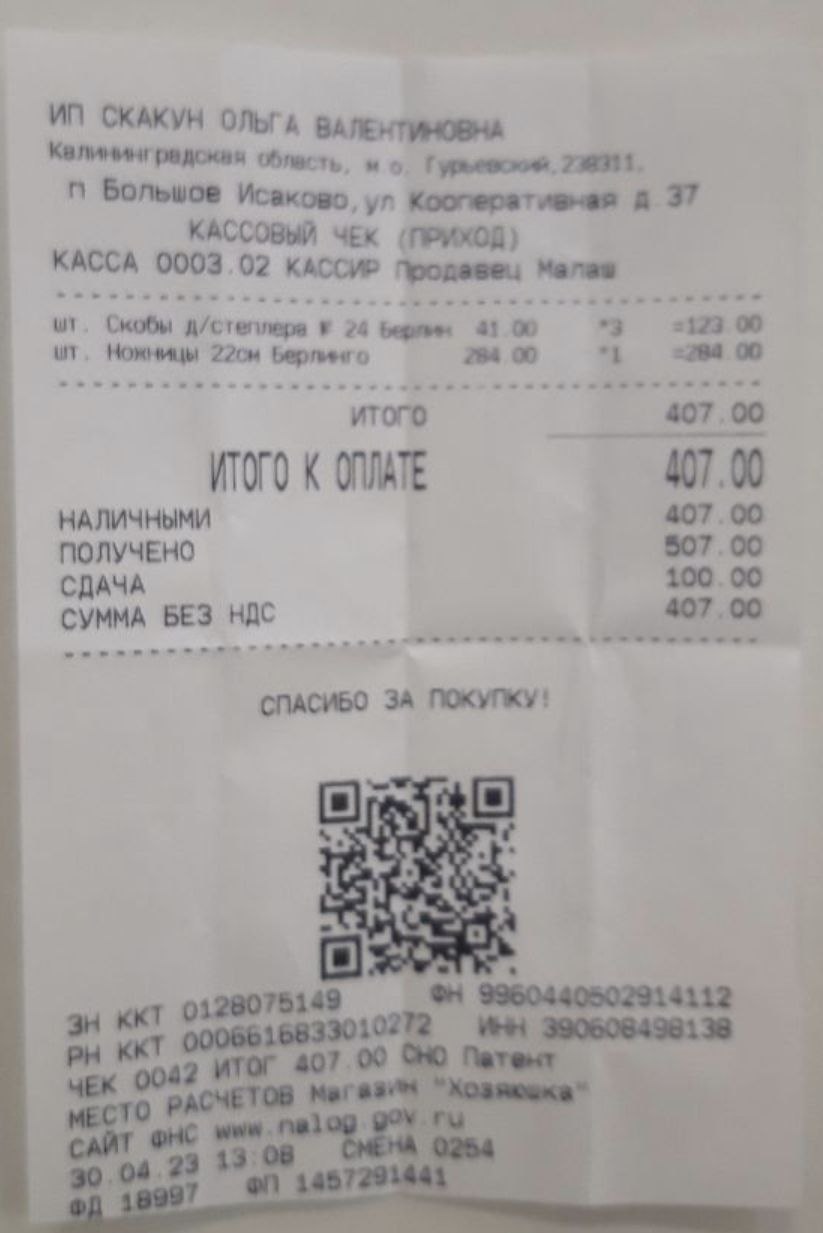 ИП СКАКУН ОЛЬГА ВАЛЕНТИНОВНА
Калининградская область, м.о. Гурьевский,238311,
п Большое Исаково,ул Кооперативная д.37
КАССОВЫЙ ЧЕК (ПРИХОД)
КАССА 0003.02 КАССИР Продавец Малаш
шт. Скобы д/степлера № 24 Берлин 41.00 *3 =123.00
шт. Ножницы 22см Берлинго 284.00 *1 =284.00
ИТОГО 407.00
ИТОГО К ОПЛАТЕ 407.00
НАЛИЧНЫМИ 407.00
ПОЛУЧЕНО 507.00
СДАЧА 100.00
СУММА БЕЗ НДС 407.00
СПАСИБО ЗА ПОКУПКУ!
ЗН ККТ 0128075149 ФН 9960440502914112
РН ККТ 0006616833010272 ИНН 390608498138
ЧЕК 0042 ИТОГ 407.00 СНО Патент
МЕСТО РАСЧЕТОВ Магазин "Хозяюшка"
САЙТ ФНС www.nalog.gov.ru
30.04.23 13:08 СМЕНА 0254
ФД 18997 ФП 1457291441